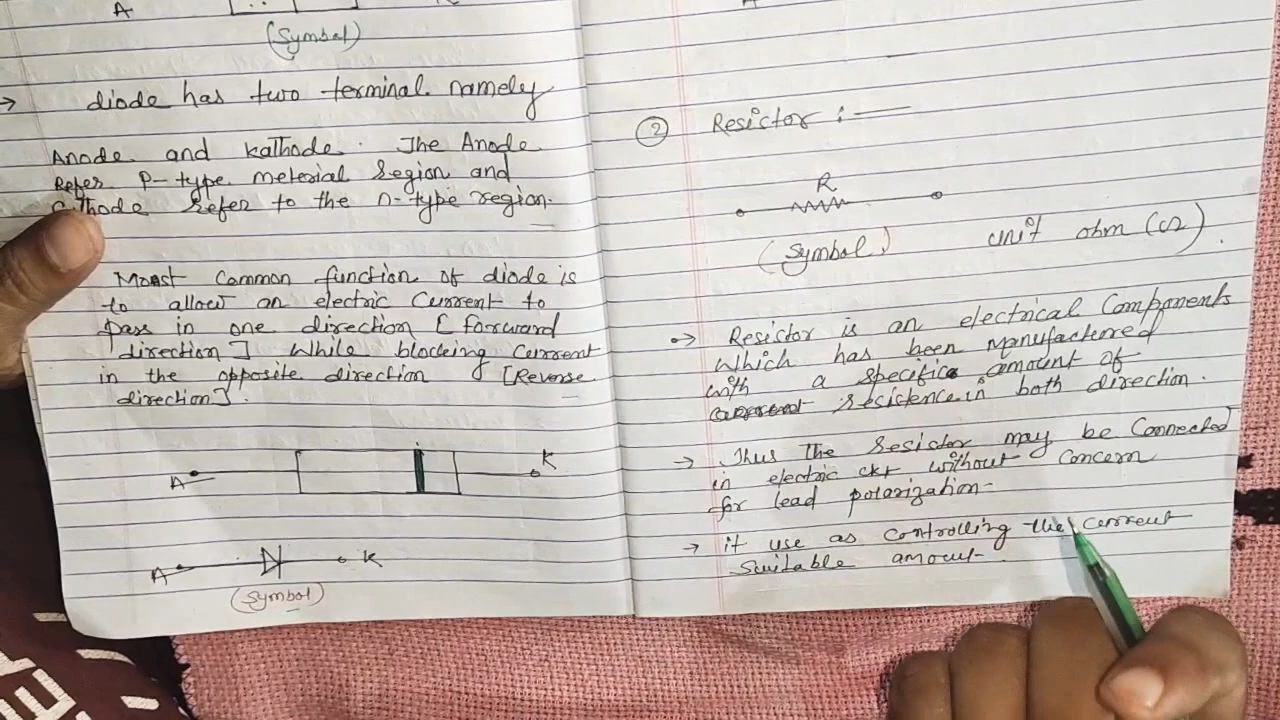 A
K
(Symbol)
→ diode has two terminal namely
Anode and kathode. The Anode
Refer P-type meterial Region and
Cathode Refer to the n-type region.
Most Common function of diode is
to allow an electric Current to
pass in one direction [forward
direction] While blocking Current
in the opposite direction [Reverse
direction].
A K
A K
(Symbol)
A
② Resistor :—
R
(Symbol) unit ohm (Ω).
→ Resistor is an electrical Components
Which has been manufactured
with a specific amount of
resistence in both direction.
→ Thus The Resistor may be Connected
in electric ckt without Concern
for lead polarization-
→ it use as controlling the current
Suitable amout-